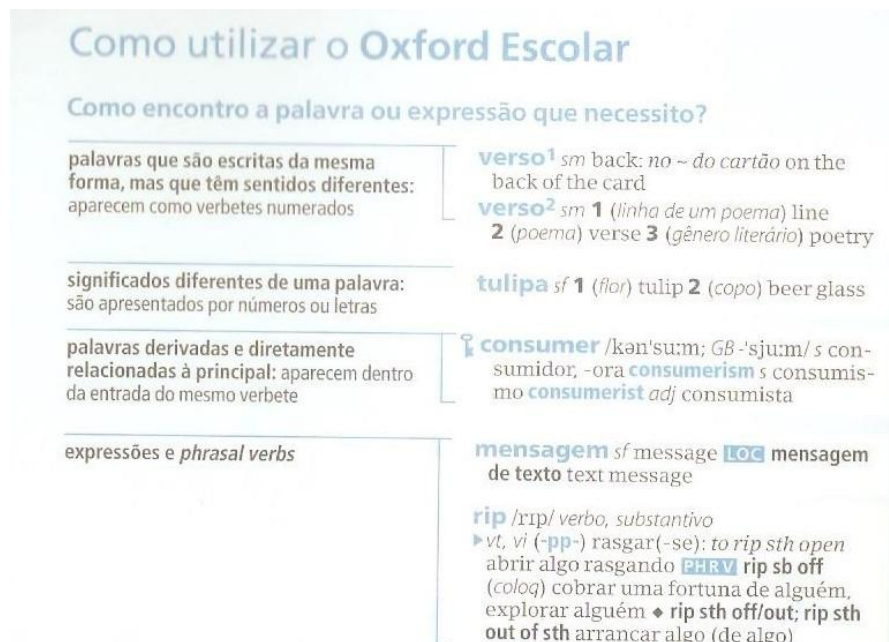 Como utilizar o Oxford Escolar
Como encontro a palavra ou expressão que necessito?
palavras que são escritas da mesma
forma, mas que têm sentidos diferentes:
aparecem como verbetes numerados
verso¹ sm back: no ~ do cartão on the
back of the card
verso² sm 1 (linha de um poema) line
2 (poema) verse 3 (gênero literário) poetry
significados diferentes de uma palavra:
são apresentados por números ou letras
tulipa sf 1 (flor) tulip 2 (copo) beer glass
palavras derivadas e diretamente
relacionadas à principal: aparecem dentro
da entrada do mesmo verbete
consumer /kən'suːm; GB -'sjuːm/ s con-
sumidor, -ora consumerism s consumis-
mo consumerist adj consumista
expressões e phrasal verbs
mensagem sf message LOC mensagem
de texto text message
rip /rɪp/ verbo, substantivo
▸vt, vi (-pp-) rasgar(-se): to rip sth open
abrir algo rasgando PHR V rip sb off
(coloq) cobrar uma fortuna de alguém,
explorar alguém ◆ rip sth off/out; rip sth
out of sth arrancar algo (de algo)